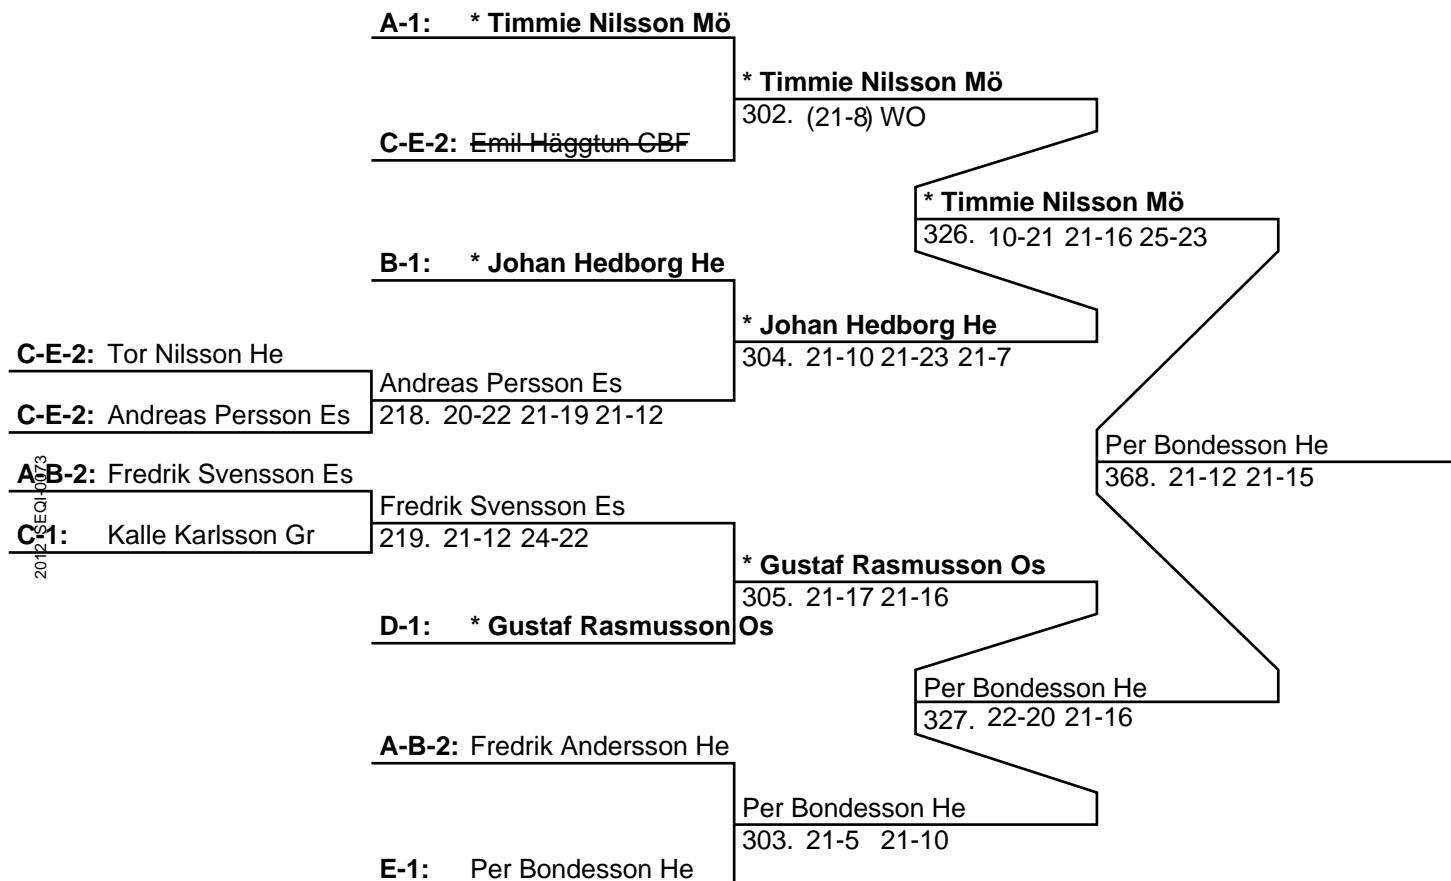 A-1: * Timmie Nilsson Mö
* Timmie Nilsson Mö
302. (21-8) WO
C-E-2: Emil Häggtun CBF
* Timmie Nilsson Mö
326. 10-21 21-16 25-23
B-1: * Johan Hedborg He
* Johan Hedborg He
304. 21-10 21-23 21-7
C-E-2: Tor Nilsson He
Andreas Persson Es
C-E-2: Andreas Persson Es
218. 20-22 21-19 21-12
Per Bondesson He
368. 21-12 21-15
A-B-2: Fredrik Svensson Es
Fredrik Svensson Es
C-1: Kalle Karlsson Gr
219. 21-12 24-22
2012 SEQI-0073
* Gustaf Rasmusson Os
305. 21-17 21-16
D-1: * Gustaf Rasmusson Os
Per Bondesson He
327. 22-20 21-16
A-B-2: Fredrik Andersson He
Per Bondesson He
303. 21-5 21-10
E-1: Per Bondesson He